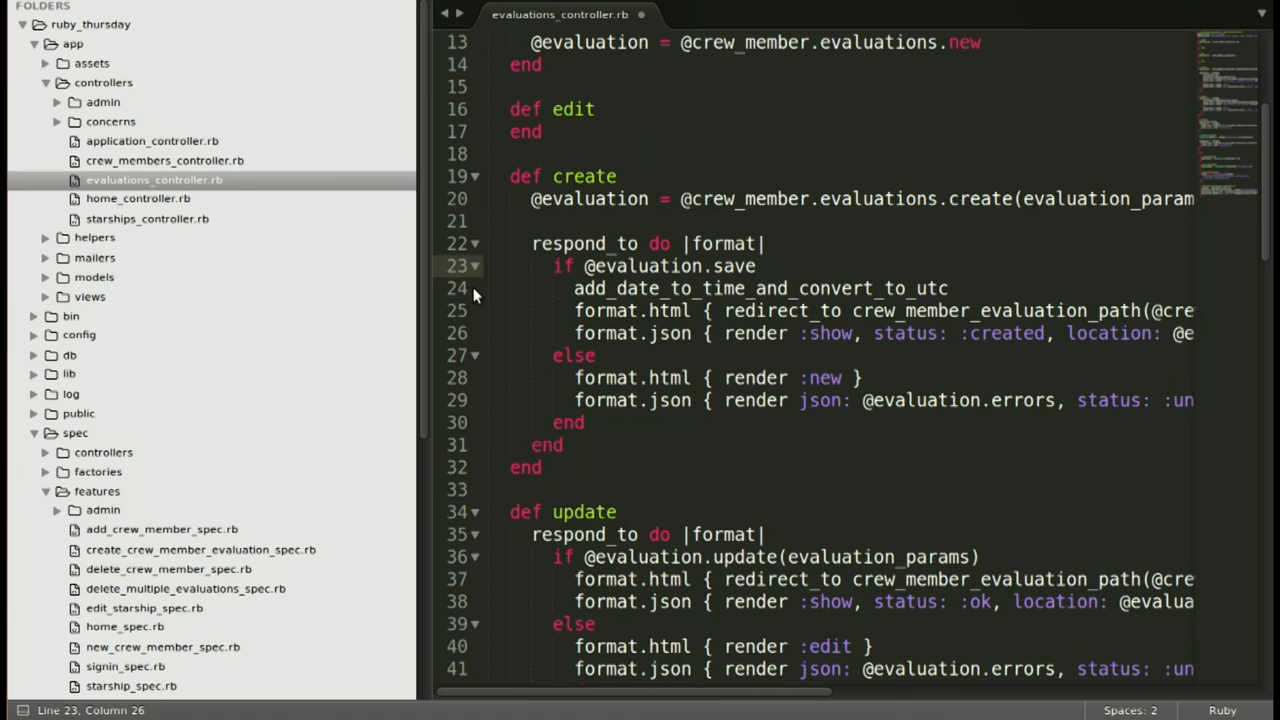 FOLDERS
ruby_thursday
app
assets
controllers
admin
concerns
application_controller.rb
crew_members_controller.rb
evaluations_controller.rb
home_controller.rb
starships_controller.rb
helpers
mailers
models
views
bin
config
db
lib
log
public
spec
controllers
factories
features
admin
add_crew_member_spec.rb
create_crew_member_evaluation_spec.rb
delete_crew_member_spec.rb
delete_multiple_evaluations_spec.rb
edit_starship_spec.rb
home_spec.rb
new_crew_member_spec.rb
signin_spec.rb
starship_spec.rb
evaluations_controller.rb
13 @evaluation = @crew_member.evaluations.new
14 end
15
16 def edit
17 end
18
19 def create
20 @evaluation = @crew_member.evaluations.create(evaluation_param
21
22 respond_to do |format|
23 if @evaluation.save
24 add_date_to_time_and_convert_to_utc
25 format.html { redirect_to crew_member_evaluation_path(@cre
26 format.json { render :show, status: :created, location: @e
27 else
28 format.html { render :new }
29 format.json { render json: @evaluation.errors, status: :un
30 end
31 end
32 end
33
34 def update
35 respond_to do |format|
36 if @evaluation.update(evaluation_params)
37 format.html { redirect_to crew_member_evaluation_path(@cre
38 format.json { render :show, status: :ok, location: @evalua
39 else
40 format.html { render :edit }
41 format.json { render json: @evaluation.errors, status: :un
Line 23, Column 26
Spaces: 2
Ruby